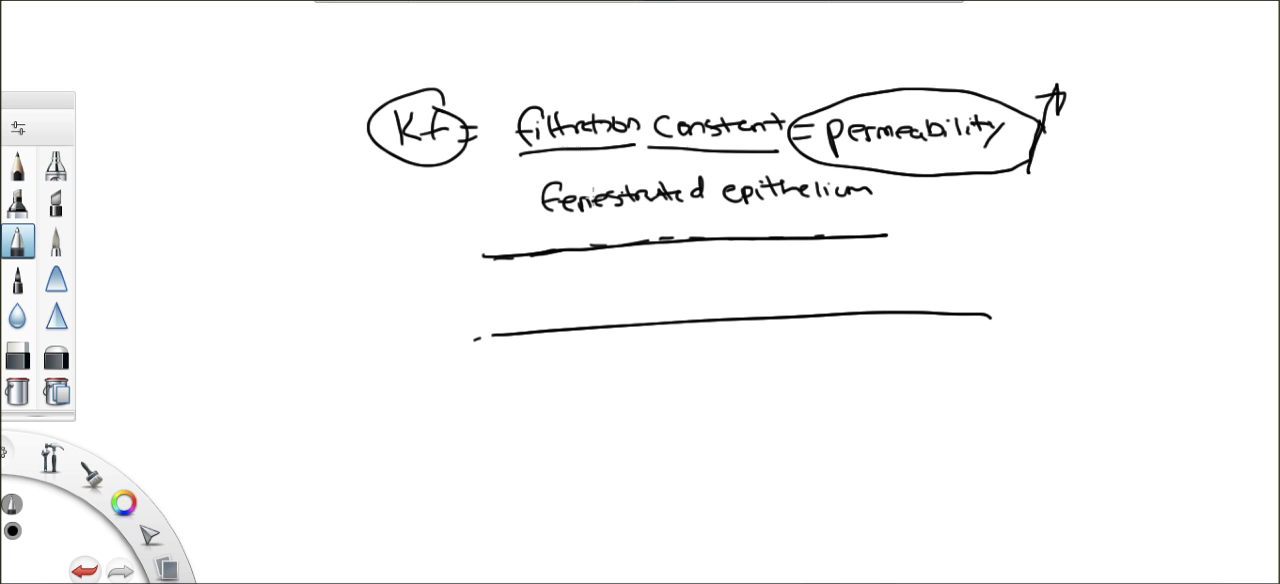 Kf = filtration constant = permeability
fenestrated epithelium